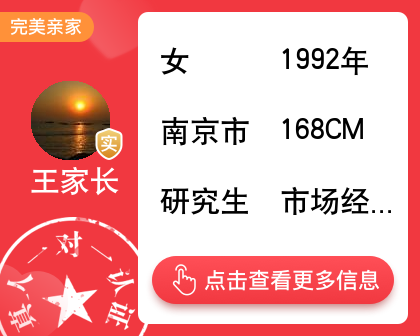 完美亲家
女 1992年
南京市 168CM
实
王家长
研究生 市场经...
真人一对一认证
点击查看更多信息